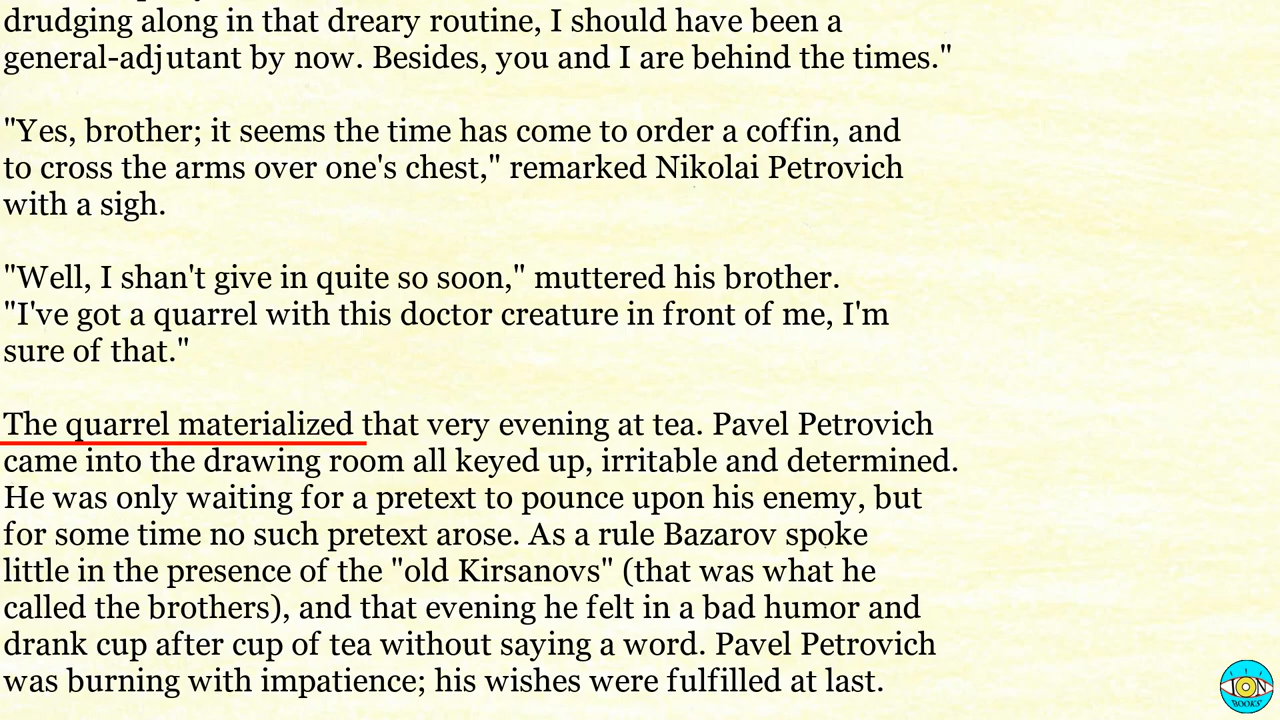 drudging along in that dreary routine, I should have been a
general-adjutant by now. Besides, you and I are behind the times."
"Yes, brother; it seems the time has come to order a coffin, and
to cross the arms over one's chest," remarked Nikolai Petrovich
with a sigh.
"Well, I shan't give in quite so soon," muttered his brother.
"I've got a quarrel with this doctor creature in front of me, I'm
sure of that."
The quarrel materialized that very evening at tea. Pavel Petrovich
came into the drawing room all keyed up, irritable and determined.
He was only waiting for a pretext to pounce upon his enemy, but
for some time no such pretext arose. As a rule Bazarov spoke
little in the presence of the "old Kirsanovs" (that was what he
called the brothers), and that evening he felt in a bad humor and
drank cup after cup of tea without saying a word. Pavel Petrovich
was burning with impatience; his wishes were fulfilled at last.
ION
BOOKS